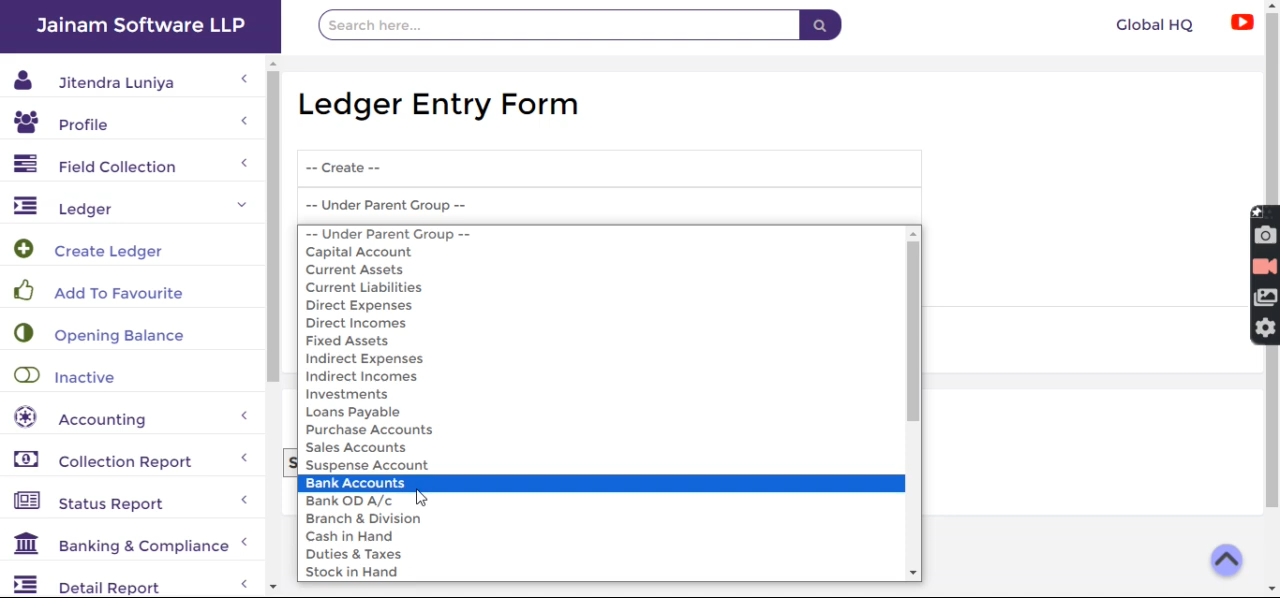 Jainam Software LLP
Search here...
Global HQ
Jitendra Luniya
Profile
Field Collection
Ledger
Create Ledger
Add To Favourite
Opening Balance
Inactive
Accounting
Collection Report
Status Report
Banking & Compliance
Detail Report
Ledger Entry Form
-- Create --
-- Under Parent Group --
-- Under Parent Group --
Capital Account
Current Assets
Current Liabilities
Direct Expenses
Direct Incomes
Fixed Assets
Indirect Expenses
Indirect Incomes
Investments
Loans Payable
Purchase Accounts
Sales Accounts
Suspense Account
Bank Accounts
Bank OD A/c
Branch & Division
Cash in Hand
Duties & Taxes
Stock in Hand